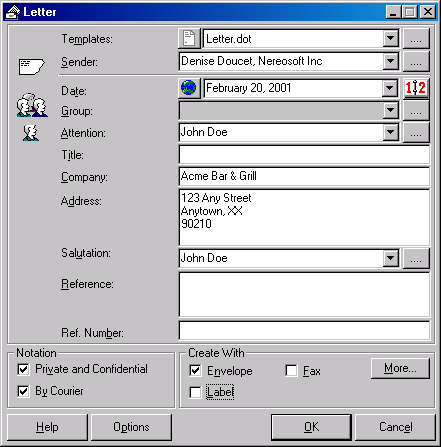 Letter
Templates: Letter.dot ....
Sender: Denise Doucet, Nereosoft Inc ....
Date: February 20, 2001 1 2
Group: ....
Attention: John Doe ....
Title:
Company: Acme Bar & Grill
Address: 123 Any Street
Anytown, XX
90210
Salutation: John Doe ....
Reference:
Ref. Number:
Notation
Private and Confidential
By Courier
Create With
Envelope Fax More...
Label
Help Options OK Cancel